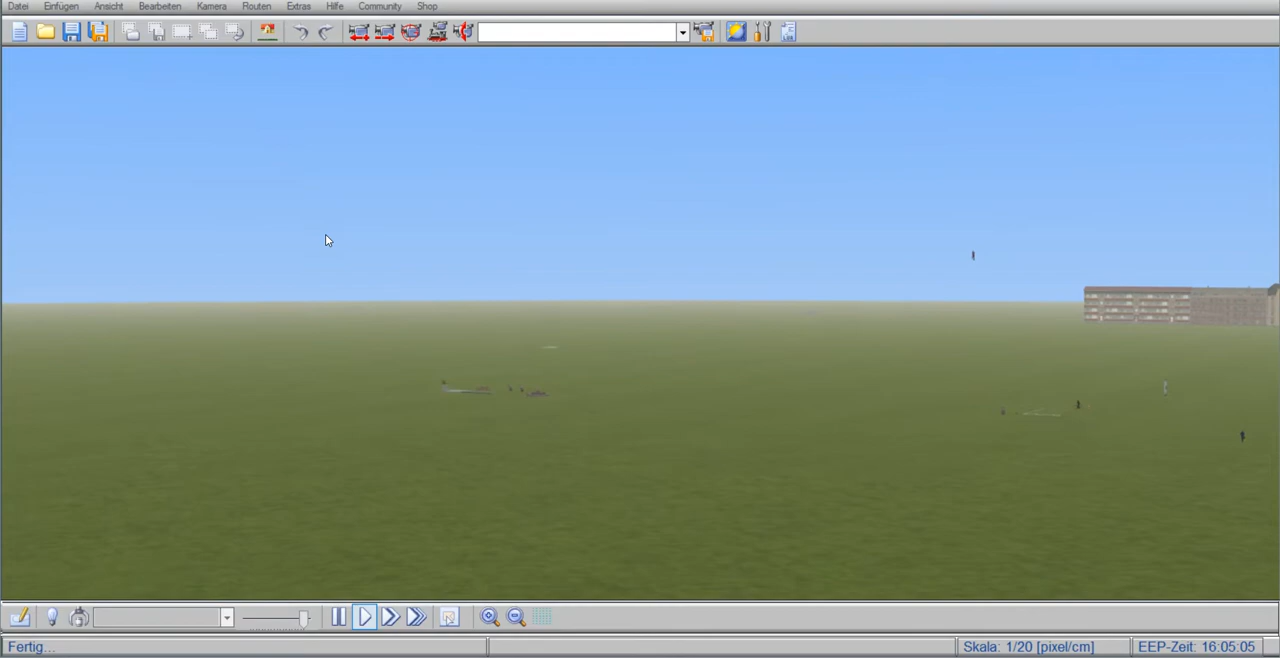 Datei Einfügen Ansicht Bearbeiten Kamera Routen Extras Hilfe Community Shop
Fertig... Skala: 1/20 [pixel/cm] EEP-Zeit: 16:05:05